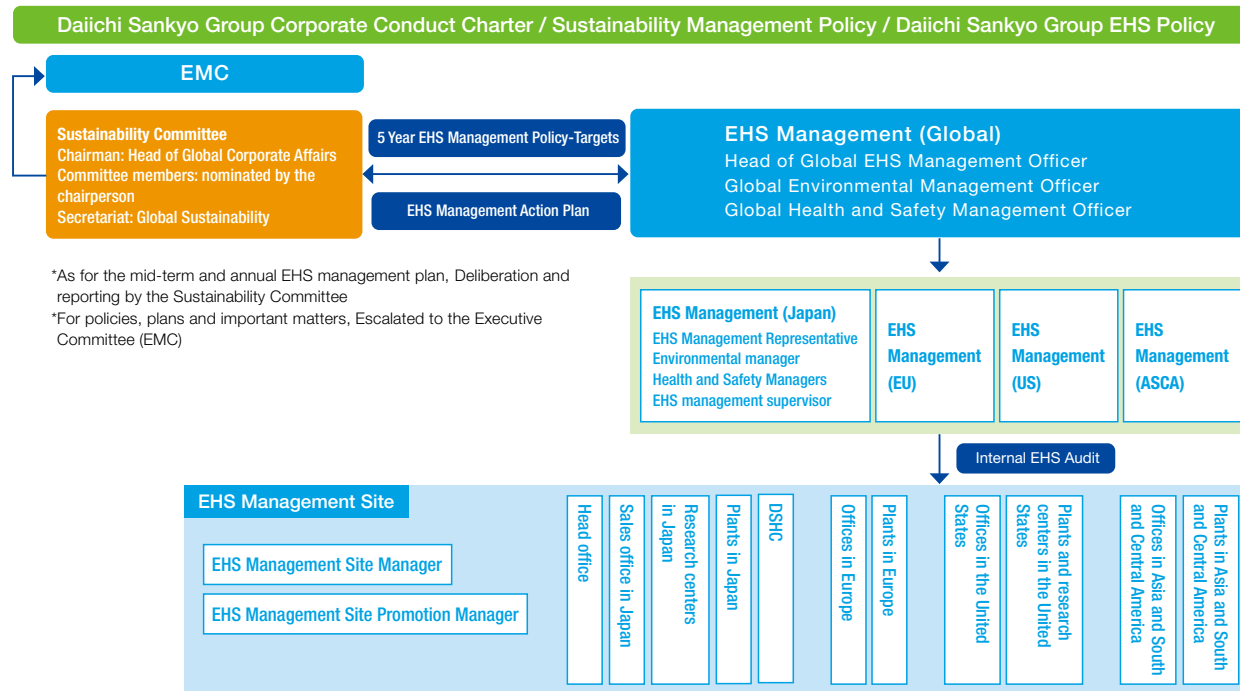 Daiichi Sankyo Group Corporate Conduct Charter / Sustainability Management Policy / Daiichi Sankyo Group EHS Policy
EMC
Sustainability Committee
Chairman: Head of Global Corporate Affairs
Committee members: nominated by the
chairperson
Secretariat: Global Sustainability
5 Year EHS Management Policy-Targets
EHS Management Action Plan
EHS Management (Global)
Head of Global EHS Management Officer
Global Environmental Management Officer
Global Health and Safety Management Officer
*As for the mid-term and annual EHS management plan, Deliberation and
reporting by the Sustainability Committee
*For policies, plans and important matters, Escalated to the Executive
Committee (EMC)
EHS Management (Japan)
EHS Management Representative
Environmental manager
Health and Safety Managers
EHS management supervisor
EHS
Management
(EU)
EHS
Management
(US)
EHS
Management
(ASCA)
Internal EHS Audit
EHS Management Site
EHS Management Site Manager
EHS Management Site Promotion Manager
Head office
Sales office in Japan
Research centers
in Japan
Plants in Japan
DSHC
Offices in Europe
Plants in Europe
Offices in the United
States
Plants and research
centers in the United
States
Offices in Asia and South
and Central America
Plants in Asia and South
and Central America